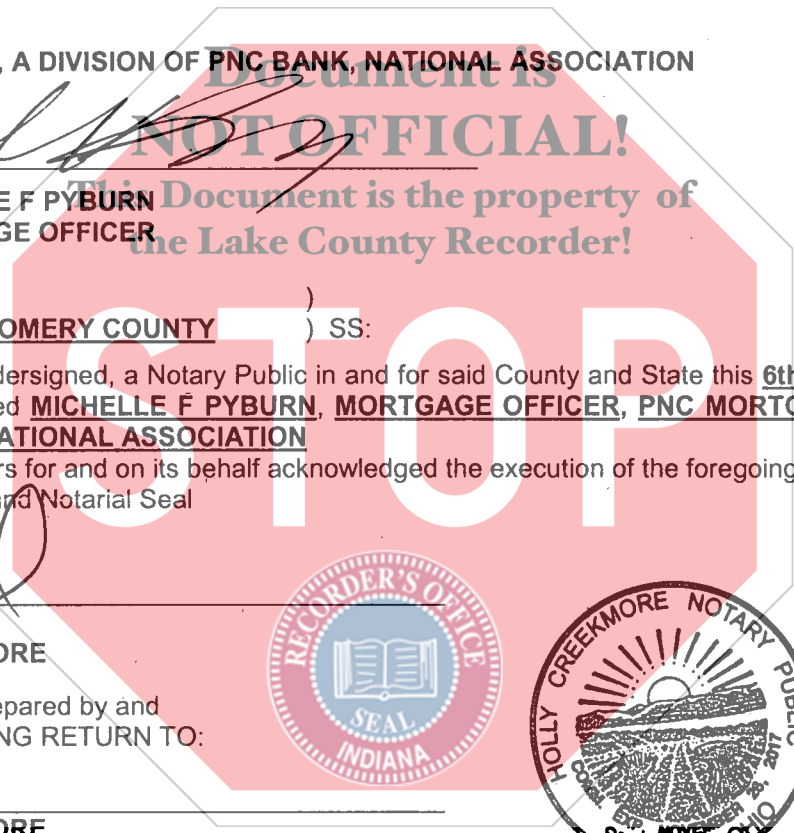 , A DIVISION OF PNC BANK, NATIONAL ASSOCIATION
Document is
NOT OFFICIAL!
This Document is the property of
the Lake County Recorder!
E F PYBURN
GE OFFICER
)
OMERY COUNTY ) SS:
STOP
dersigned, a Notary Public in and for said County and State this 6th
ed MICHELLE F PYBURN, MORTGAGE OFFICER, PNC MORTG
ATIONAL ASSOCIATION
rs for and on its behalf acknowledged the execution of the foregoing
and Notarial Seal
RECORDER'S OFFICE
SEAL
INDIANA
ORE
epared by and
NG RETURN TO:
HOLLY CREEKMORE NOTARY PUBLIC
2017
ORE